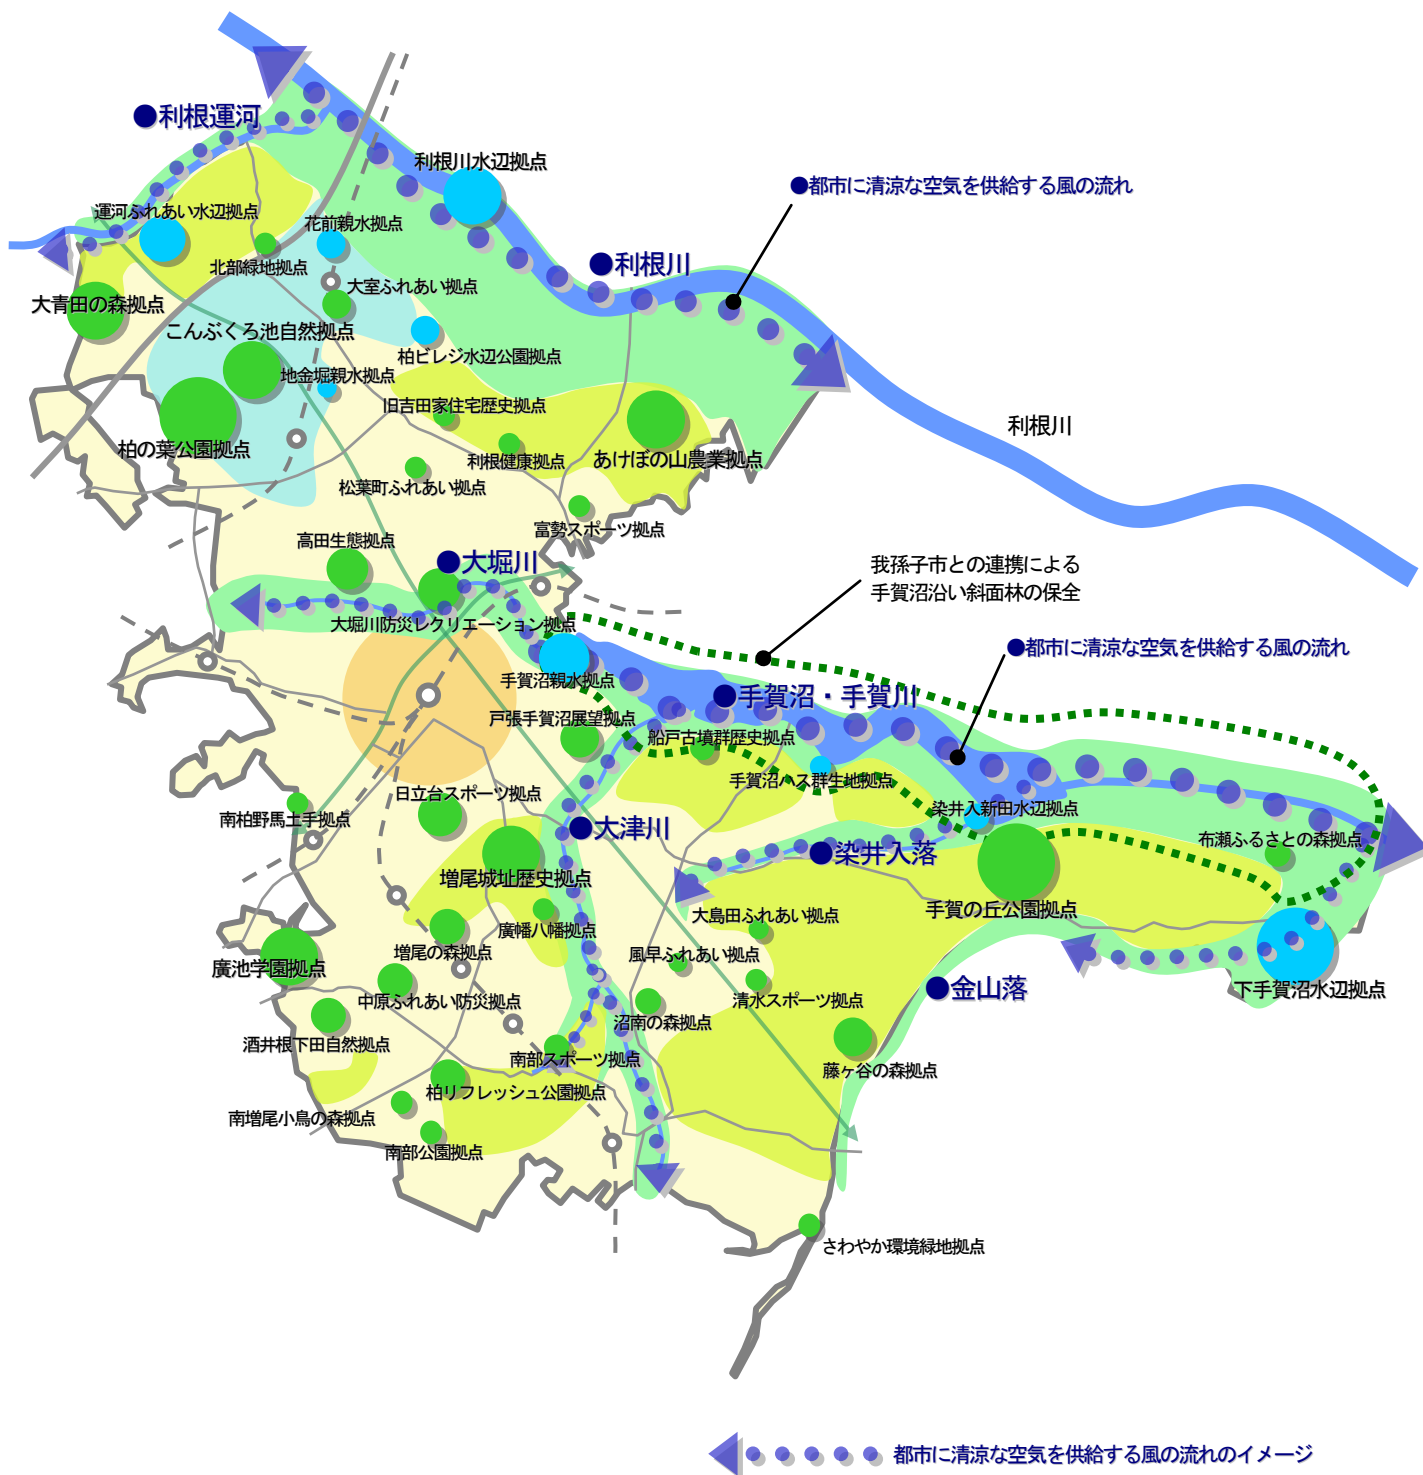 ●利根運河
利根川水辺拠点
●都市に清涼な空気を供給する風の流れ
運河ふれあい水辺拠点
花前親水拠点
北部緑地拠点
●利根川
大室ふれあい拠点
大青田の森拠点
こんぶくろ池自然拠点
柏ビレジ水辺公園拠点
地金堀親水拠点
旧吉田家住宅歴史拠点
利根川
柏の葉公園拠点
利根健康拠点
あけぼの山農業拠点
松葉町ふれあい拠点
富勢スポーツ拠点
高田生態拠点
●大堀川
我孫子市との連携による
手賀沼沿い斜面林の保全
大堀川防災レクリエーション拠点
●都市に清涼な空気を供給する風の流れ
手賀沼親水拠点
●手賀沼・手賀川
戸張手賀沼展望拠点
船戸古墳群歴史拠点
手賀沼ハス群生地拠点
日立台スポーツ拠点
染井入新田水辺拠点
南柏野馬土手拠点
●大津川
布瀬ふるさとの森拠点
●染井入落
増尾城址歴史拠点
手賀の丘公園拠点
大島田ふれあい拠点
廣幡八幡拠点
増尾の森拠点
風早ふれあい拠点
廣池学園拠点
●金山落
下手賀沼水辺拠点
中原ふれあい防災拠点
清水スポーツ拠点
沼南の森拠点
酒井根下田自然拠点
南部スポーツ拠点
藤ヶ谷の森拠点
柏リフレッシュ公園拠点
南増尾小鳥の森拠点
南部公園拠点
さわやか環境緑地拠点
都市に清涼な空気を供給する風の流れのイメージ